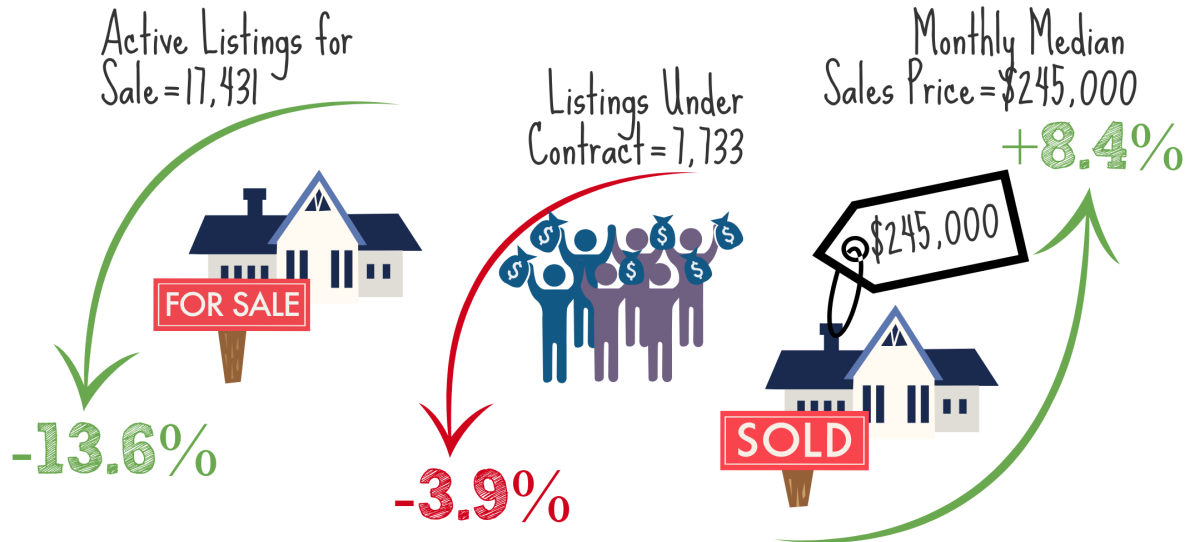 Active Listings for
Sale = 17,431
-13.6%
FOR SALE
Listings Under
Contract = 7,733
-3.9%
$
$
$
$
$
$
Monthly Median
Sales Price = $245,000
+8.4%
$245,000
SOLD